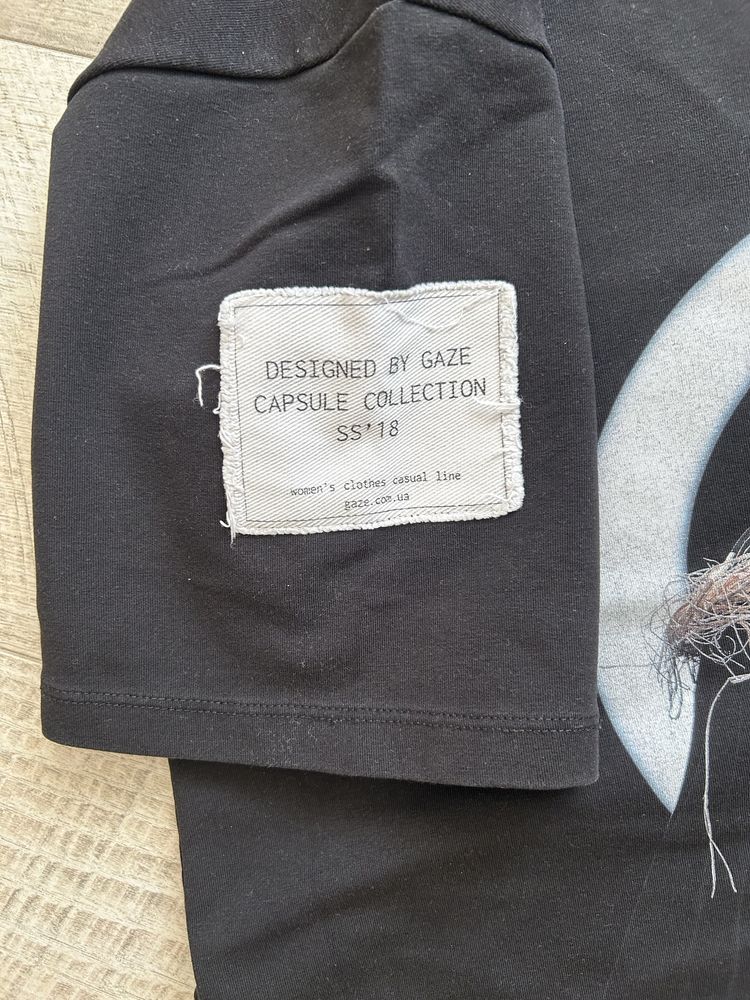 DESIGNED BY GAZE
CAPSULE COLLECTION
SS'18
women's clothes casual line
gaze.com.ua